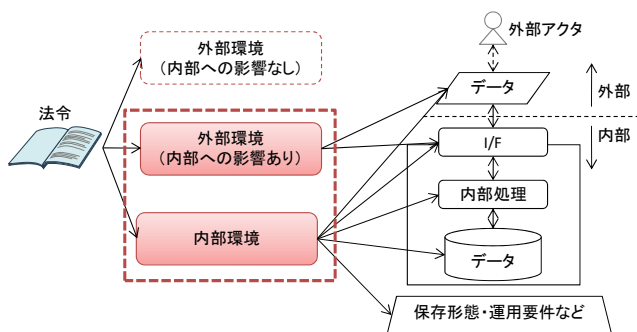 外部アクタ
外部環境
（内部への影響なし）
データ
外部
法令
外部環境
（内部への影響あり）
I/F
内部
内部処理
内部環境
データ
保存形態・運用要件など